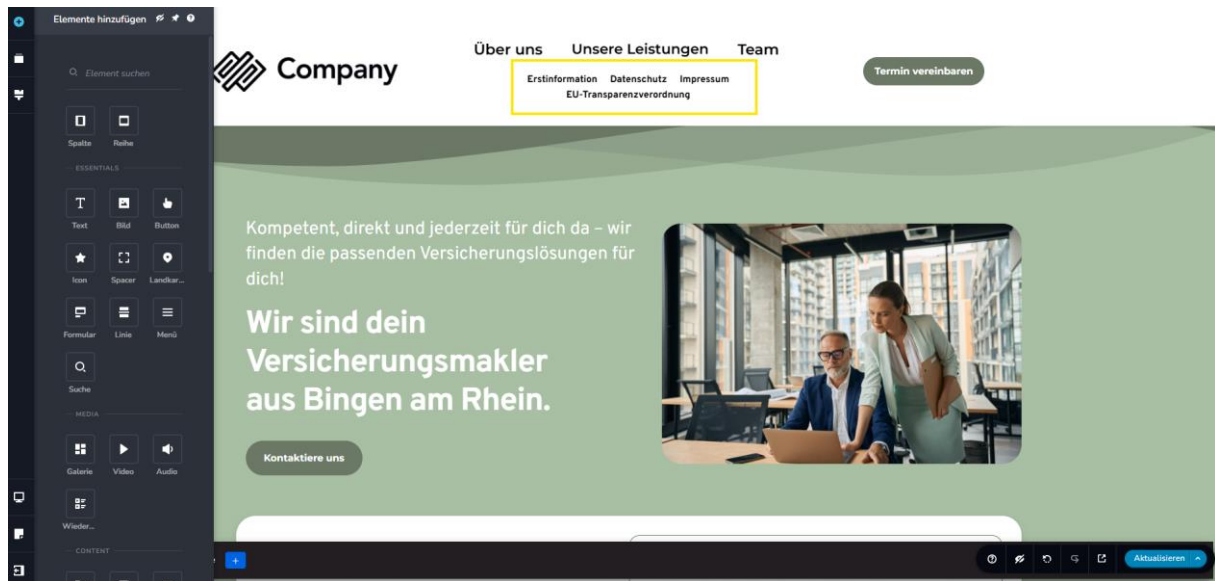 Elemente hinzufügen
Element suchen
Spalte Reihe
ESSENTIALS
Text Bild Button
Icon Spacer Landkar...
Formular Linie Menü
Suche
MEDIA
Galerie Video Audio
Wieder...
CONTENT
Company
Über uns Unsere Leistungen Team
Erstinformation Datenschutz Impressum
EU-Transparenzverordnung
Termin vereinbaren
Kompetent, direkt und jederzeit für dich da – wir
finden die passenden Versicherungslösungen für
dich!
Wir sind dein
Versicherungsmakler
aus Bingen am Rhein.
Kontaktiere uns
Aktualisieren